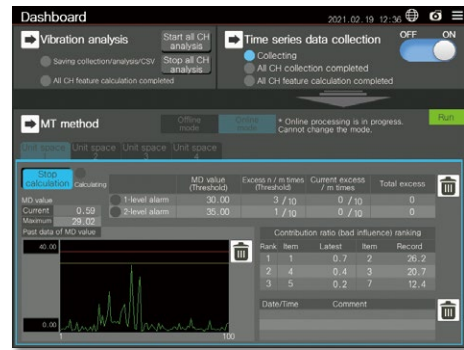 Dashboard
2021.02.19 12:36
Vibration analysis
Start all CH analysis
Saving collection/analysis/CSV
Stop all CH analysis
All CH feature calculation completed
Time series data collection
OFF ON
Collecting
All CH collection completed
All CH feature calculation completed
MT method
Offline mode
Online mode
* Online processing is in progress.
Cannot change the mode.
Run
Unit space 1
Unit space 2
Unit space 3
Unit space 4
Stop calculation
Calculating
MD value (Threshold)
Excess n / m times (Threshold)
Current excess / m times
Total excess
1-level alarm 30.00 3 / 10 0 / 10 0
2-level alarm 35.00 1 / 10 0 / 10 0
MD value
Current 0.59
Maximum 29.02
Past data of MD value
40.00
0.00
100
Contribution ratio (bad influence) ranking
Rank Item Latest Item Record
1 1 0.7 2 26.2
2 4 0.4 3 20.7
3 5 0.2 7 12.4
Date/Time Comment